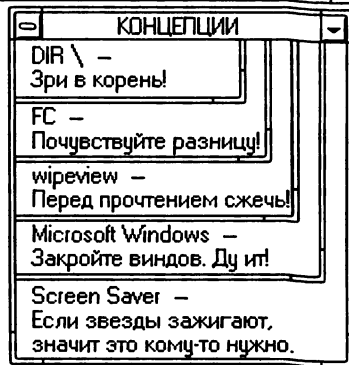 КОНЦЕПЦИИ
DIR \ –
Зри в корень!
FC –
Почувствуйте разницу!
wipeview –
Перед прочтением сжечь!
Microsoft Windows –
Закройте виндов. Ду ит!
Screen Saver –
Если звезды зажигают,
значит это кому-то нужно.